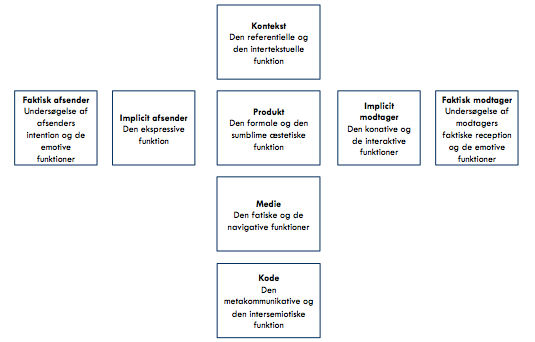 Kontekst
Den referentielle og
den intertekstuelle
funktion
Faktisk afsender
Undersøgelse af
afsenders
intention og de
emotive
funktioner
Implicit afsender
Den ekspressive
funktion
Produkt
Den formale og den
sumblime æstetiske
funktion
Implicit
modtager
Den konative og
de interaktive
funktioner
Faktisk modtager
Undersøgelse af
modtagers
faktiske reception
og de emotive
funktioner
Medie
Den fatiske og de
navigative funktioner
Kode
Den
metakommunikative og
den intersemiotiske
funktion